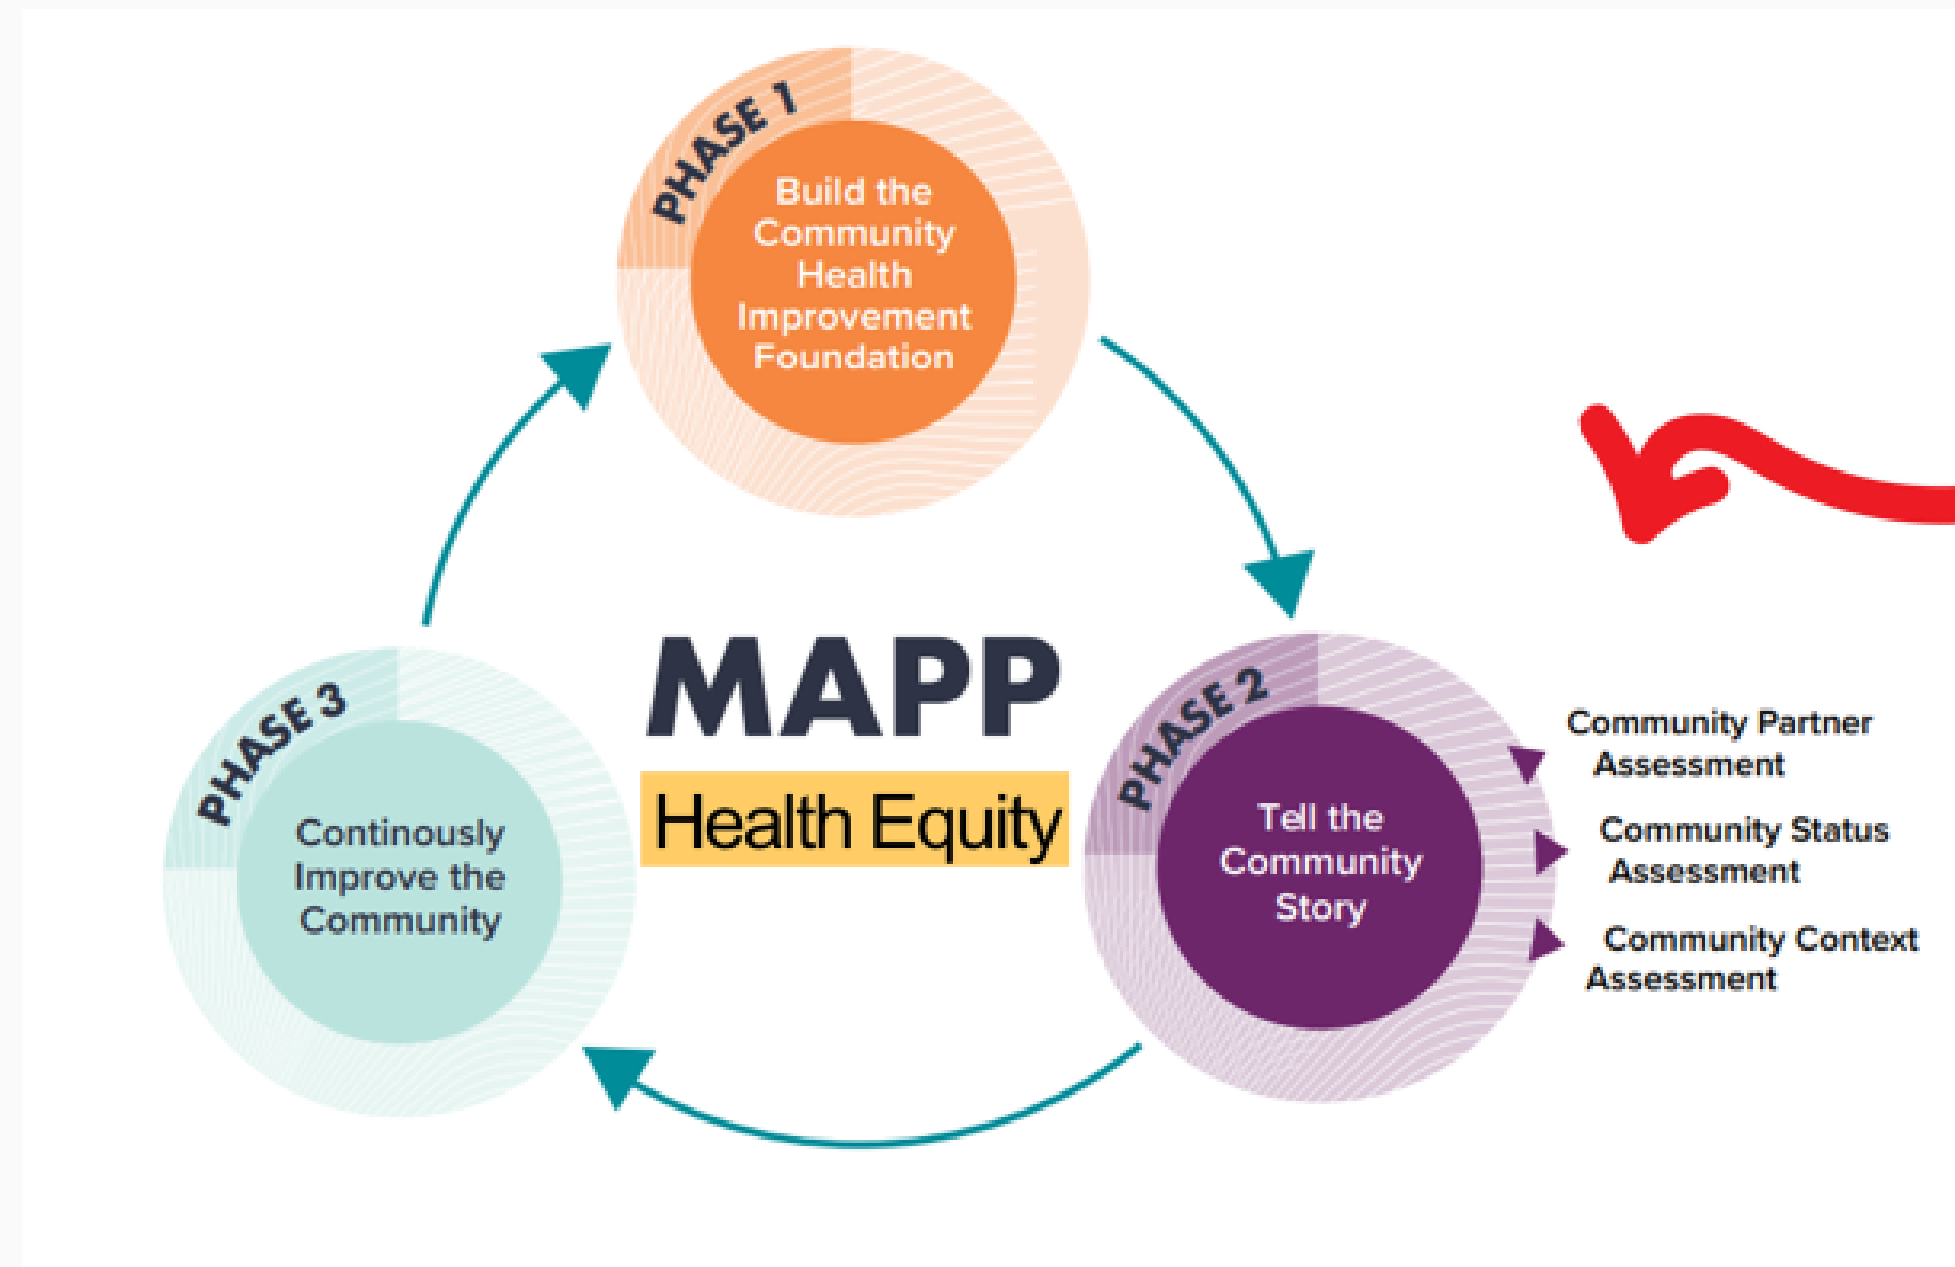 PHASE 1
Build the
Community
Health
Improvement
Foundation
MAPP
Health Equity
PHASE 2
Tell the
Community
Story
Community Partner
Assessment
Community Status
Assessment
Community Context
Assessment
PHASE 3
Continously
Improve the
Community